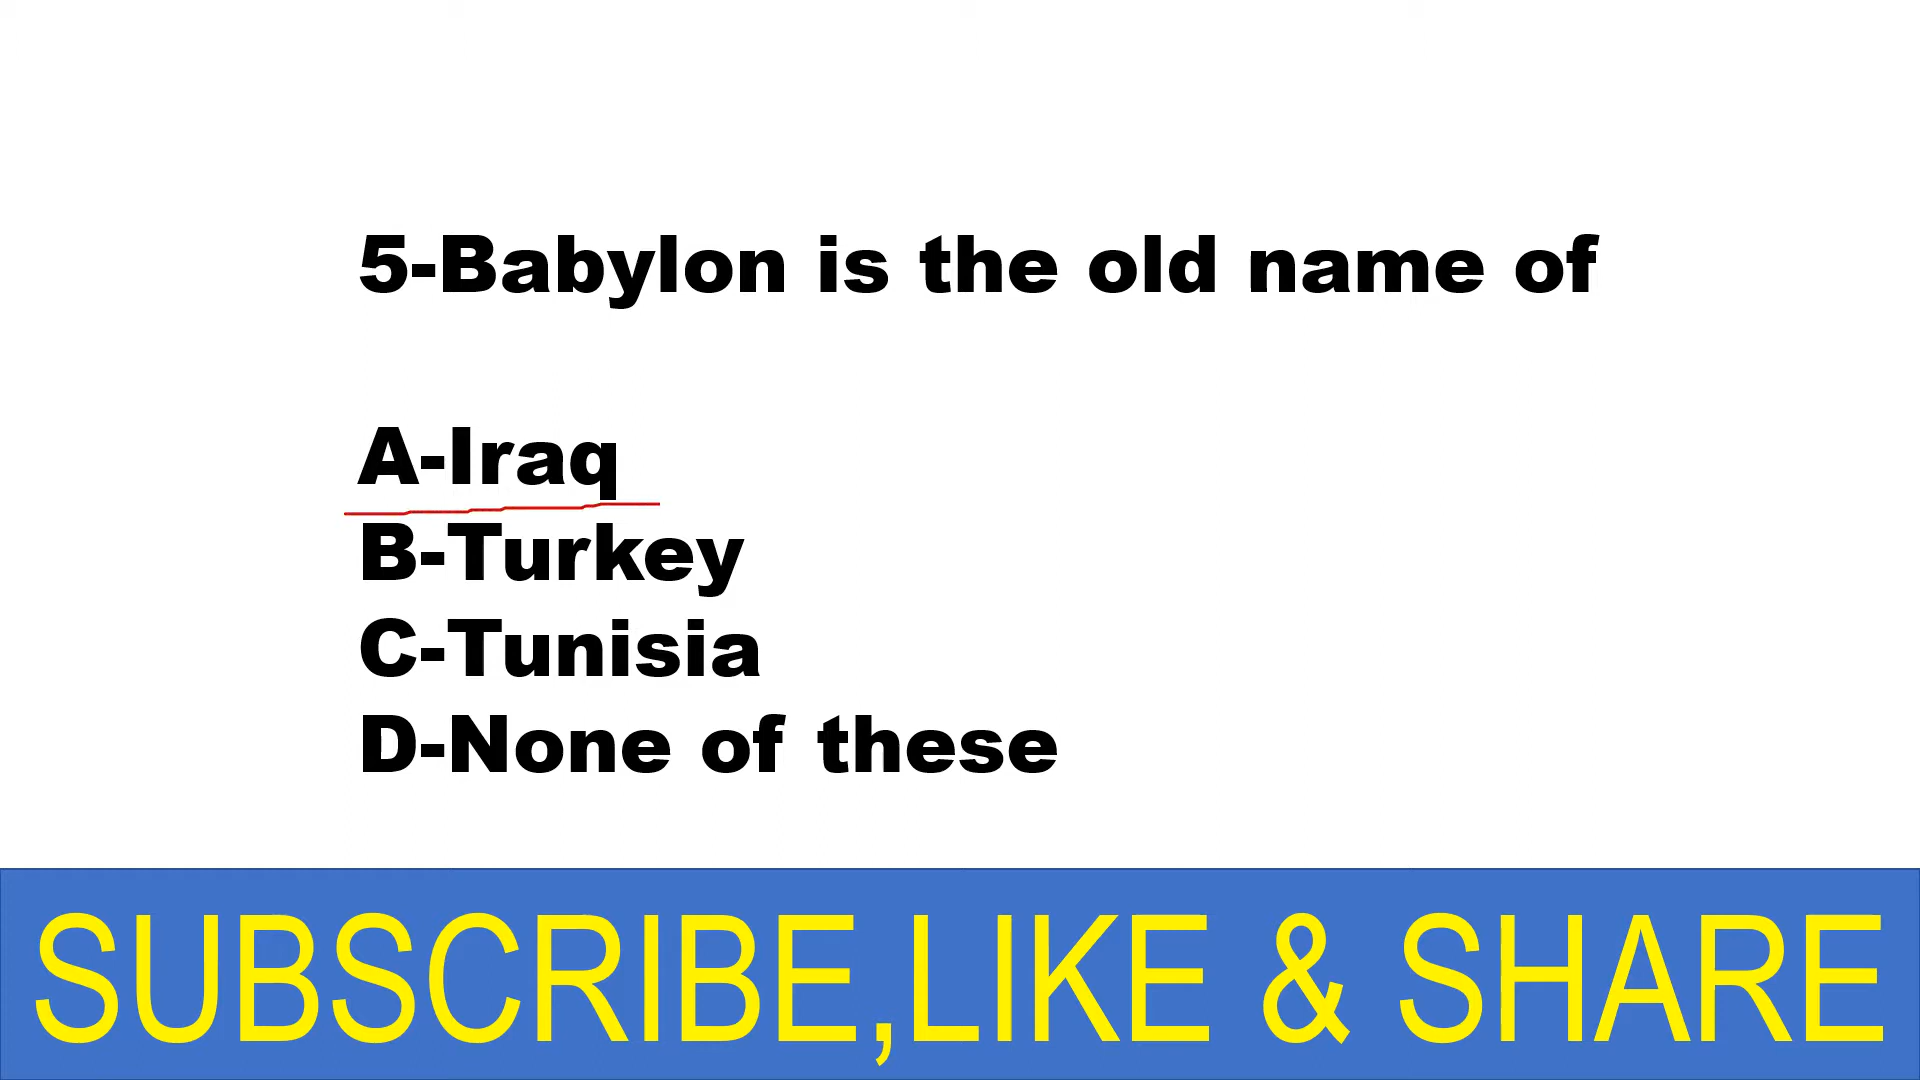 5-Babylon is the old name of
A-Iraq
B-Turkey
C-Tunisia
D-None of these
SUBSCRIBE,LIKE & SHARE